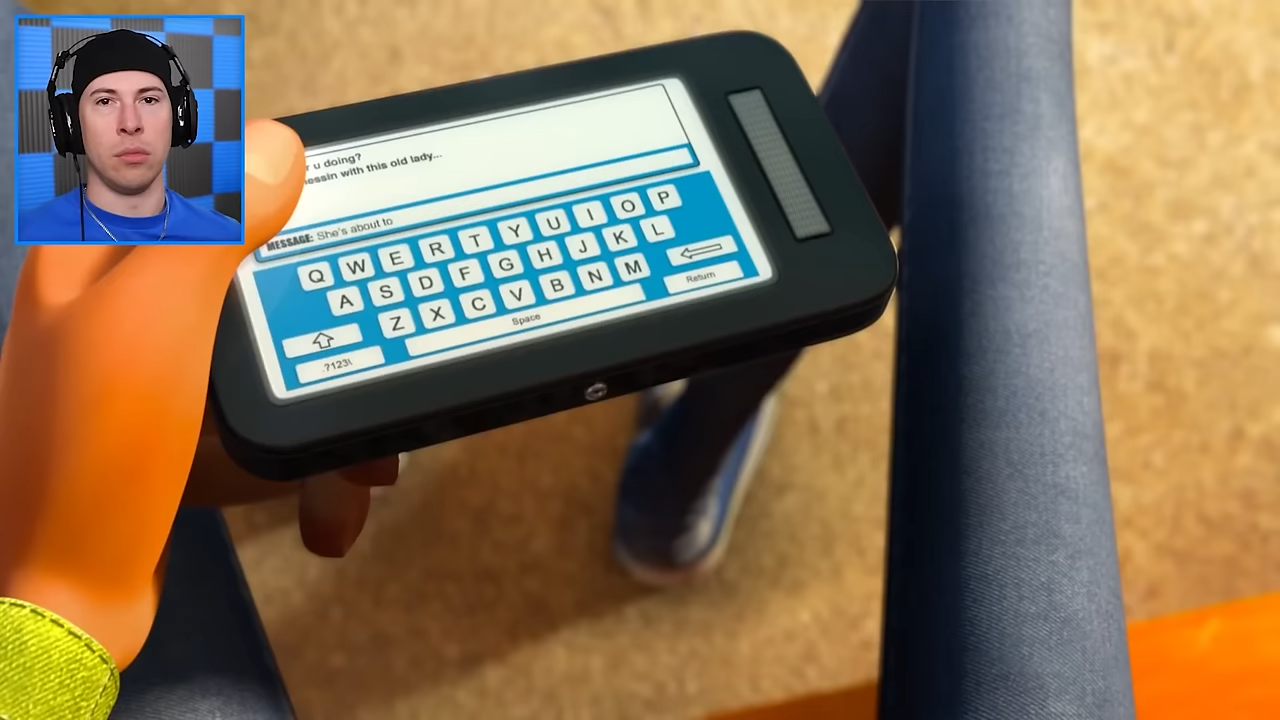 r u doing?
essin with this old lady...
MESSAGE: She's about to
Q W E R T Y U I O P
A S D F G H J K L
Z X C V B N M
Return
.?123\ Space